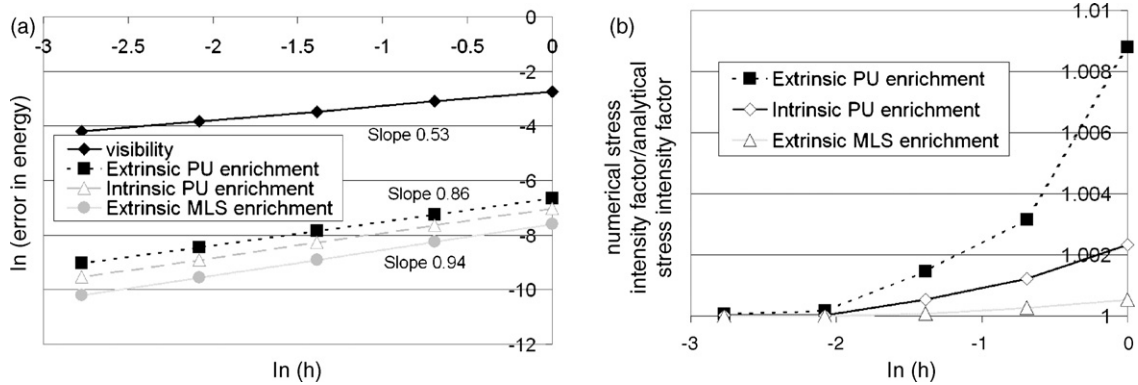 (a)
0
-3
-2.5
-2
-1.5
-1
-0.5
0
-2
-4
-6
-8
-10
-12
ln (error in energy)
Slope 0.53
visibility
Extrinsic PU enrichment
Intrinsic PU enrichment
Extrinsic MLS enrichment
Slope 0.86
Slope 0.94
ln (h)
(b)
1.01
1.008
1.006
1.004
1.002
1
numerical stress
intensity factor/analytical
stress intensity factor
Extrinsic PU enrichment
Intrinsic PU enrichment
Extrinsic MLS enrichment
-3
-2
-1
0
ln (h)